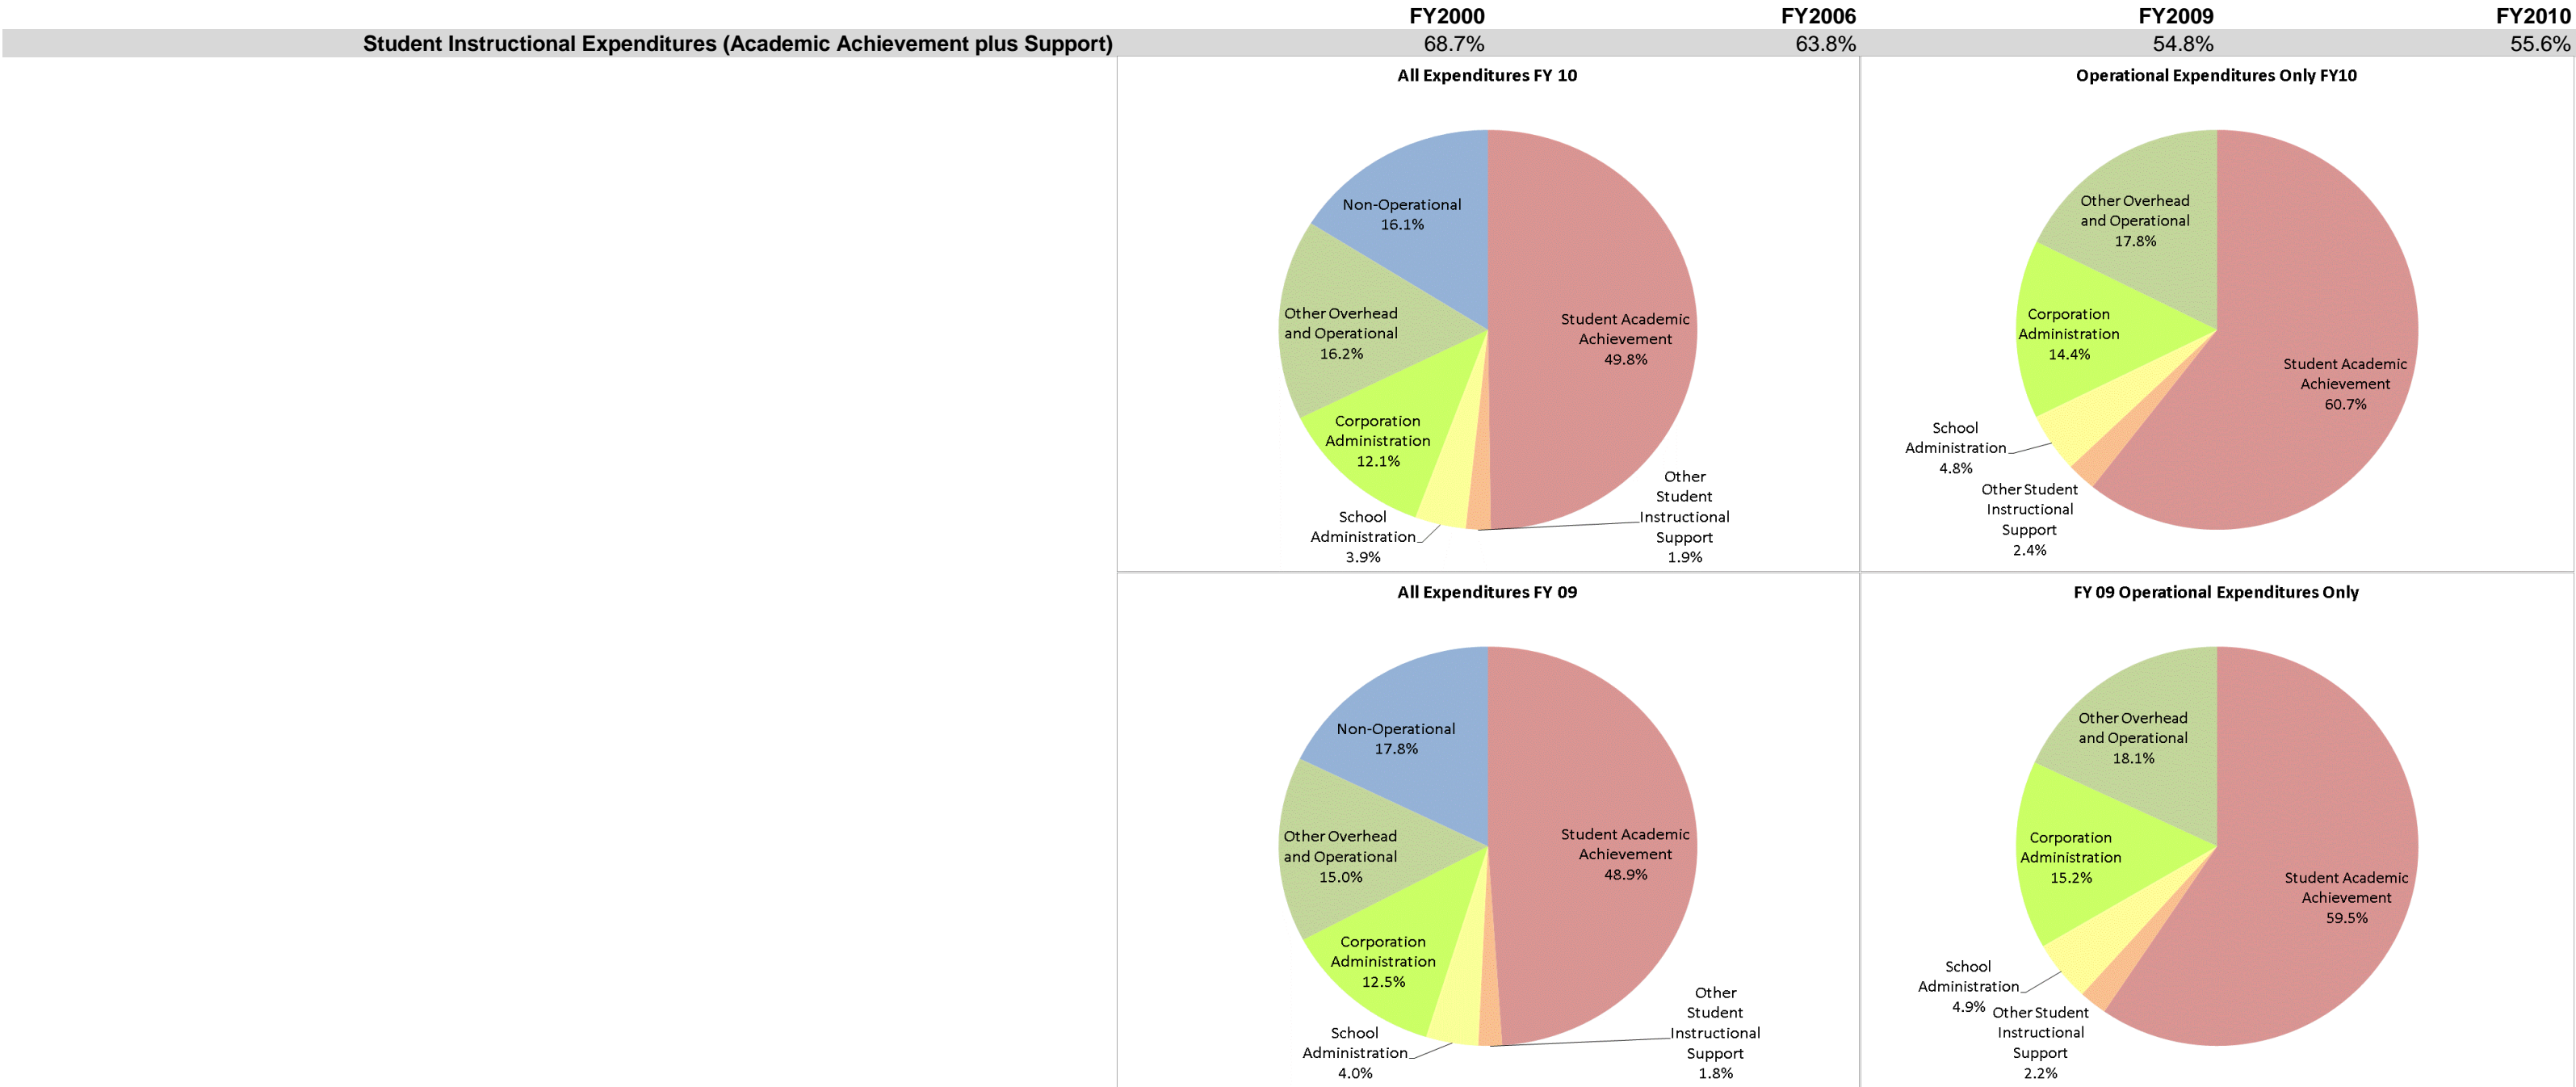 FY2000 FY2006 FY2009 FY2010
Student Instructional Expenditures (Academic Achievement plus Support) 68.7% 63.8% 54.8% 55.6%
All Expenditures FY 10
Non-Operational
16.1%
Other Overhead
and Operational
16.2%
Corporation
Administration
12.1%
School
Administration
3.9%
Other
Student
Instructional
Support
1.9%
Student Academic
Achievement
49.8%
Operational Expenditures Only FY10
Other Overhead
and Operational
17.8%
Corporation
Administration
14.4%
School
Administration
4.8%
Other Student
Instructional
Support
2.4%
Student Academic
Achievement
60.7%
All Expenditures FY 09
Non-Operational
17.8%
Other Overhead
and Operational
15.0%
Corporation
Administration
12.5%
School
Administration
4.0%
Other
Student
Instructional
Support
1.8%
Student Academic
Achievement
48.9%
FY 09 Operational Expenditures Only
Other Overhead
and Operational
18.1%
Corporation
Administration
15.2%
School
Administration
4.9%
Other Student
Instructional
Support
2.2%
Student Academic
Achievement
59.5%